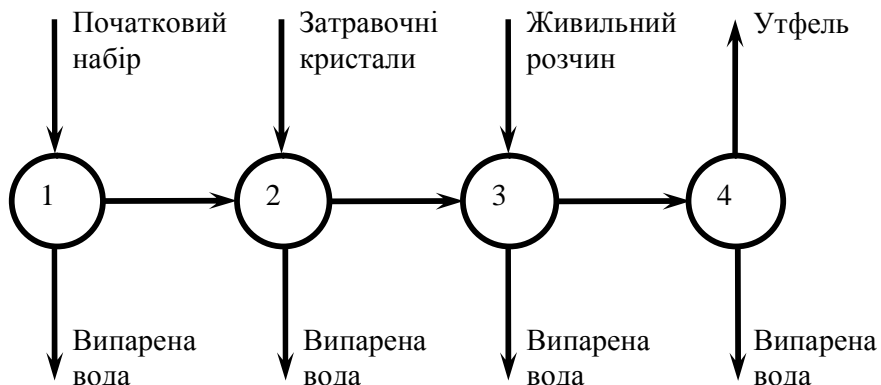 Початковий
набір
Затравочні
кристали
Живильний
розчин
Утфель
1
2
3
4
Випарена
вода
Випарена
вода
Випарена
вода
Випарена
вода